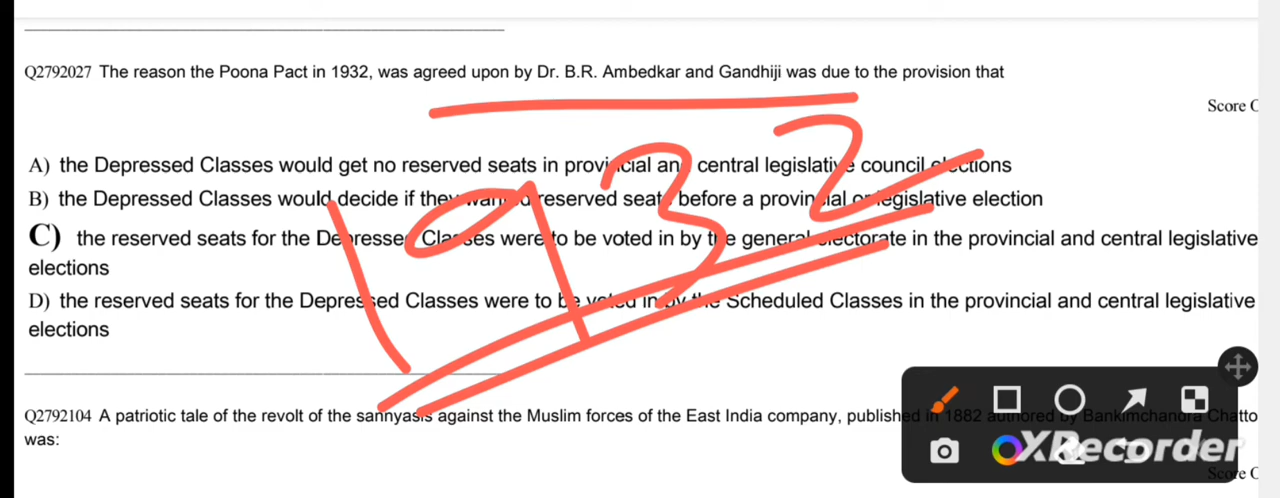 Q2792027 The reason the Poona Pact in 1932, was agreed upon by Dr. B.R. Ambedkar and Gandhiji was due to the provision that
Score C
A) the Depressed Classes would get no reserved seats in provincial and central legislative council elections
B) the Depressed Classes would decide if they wanted reserved seats before a provincial or legislative election
C) the reserved seats for the Depressed Classes were to be voted in by the general electorate in the provincial and central legislative
elections
D) the reserved seats for the Depressed Classes were to be voted in by the Scheduled Classes in the provincial and central legislative
elections
1932
Q2792104 A patriotic tale of the revolt of the sannyasis against the Muslim forces of the East India company, published in 1882 authored by Bankimchandra Chatto
was:
XRecorder
Score C